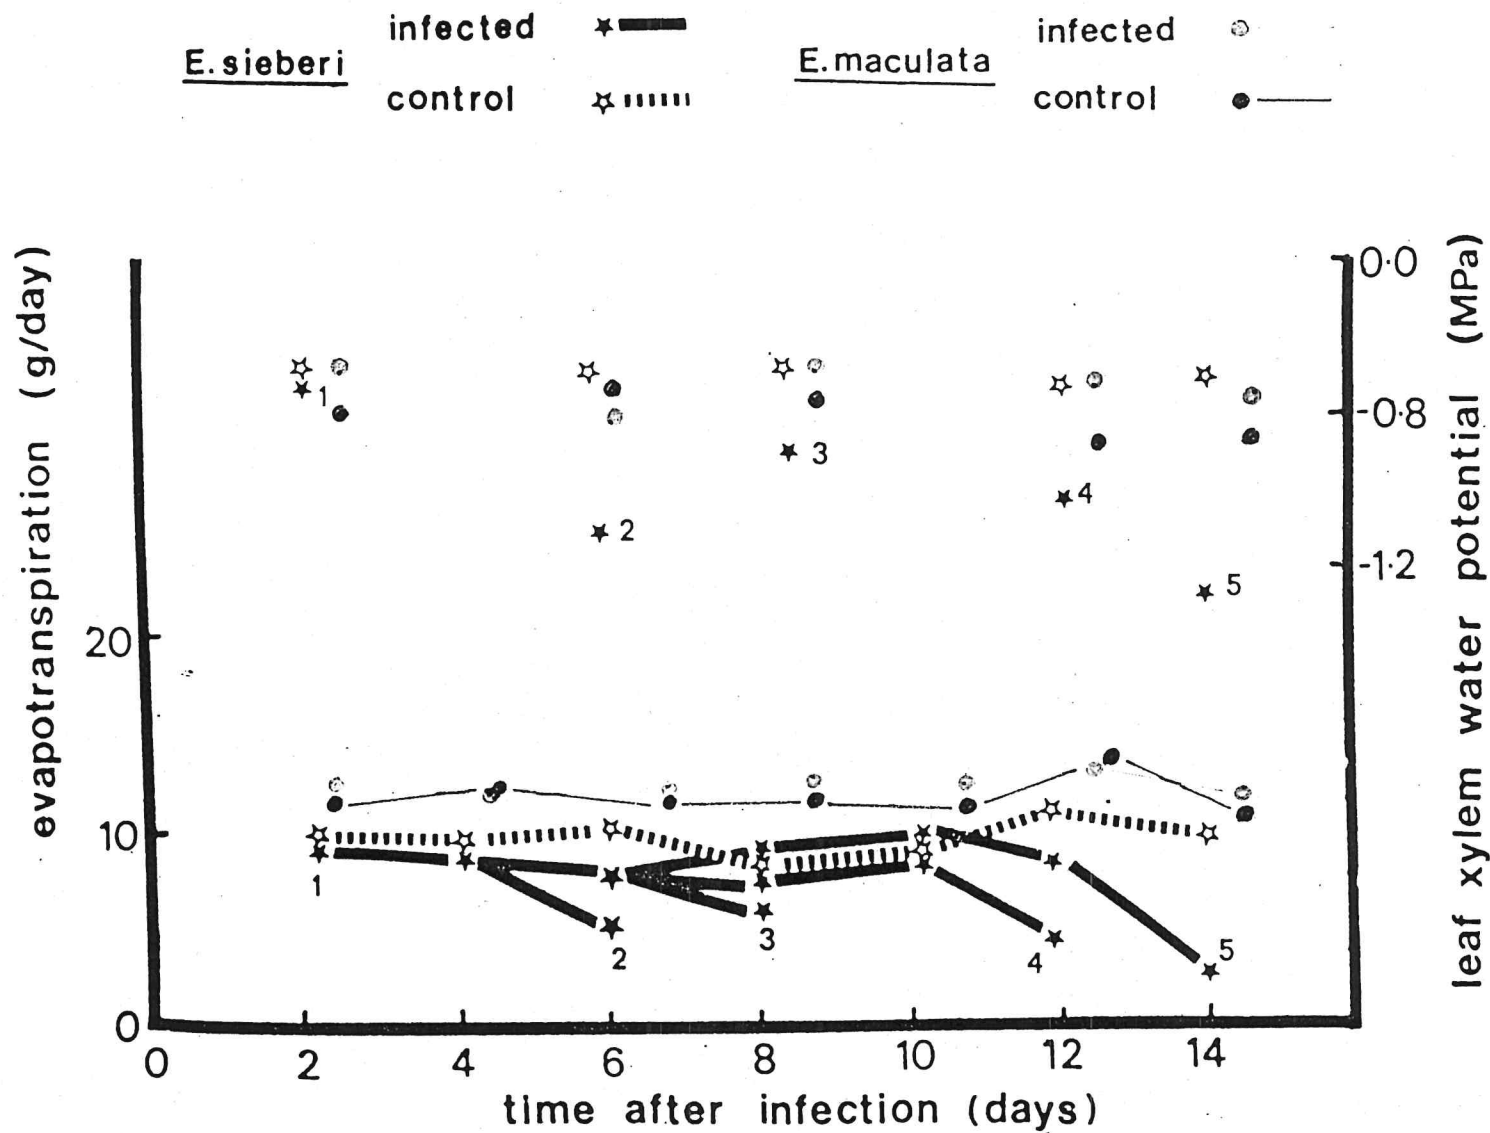 E. sieberi
infected
control
E. maculata
infected
control
evapotranspiration (g/day)
20
10
0
0·0
-0·8
-1·2
leaf xylem water potential (MPa)
1
2
3
4
5
1
2
3
4
5
0 2 4 6 8 10 12 14
time after infection (days)